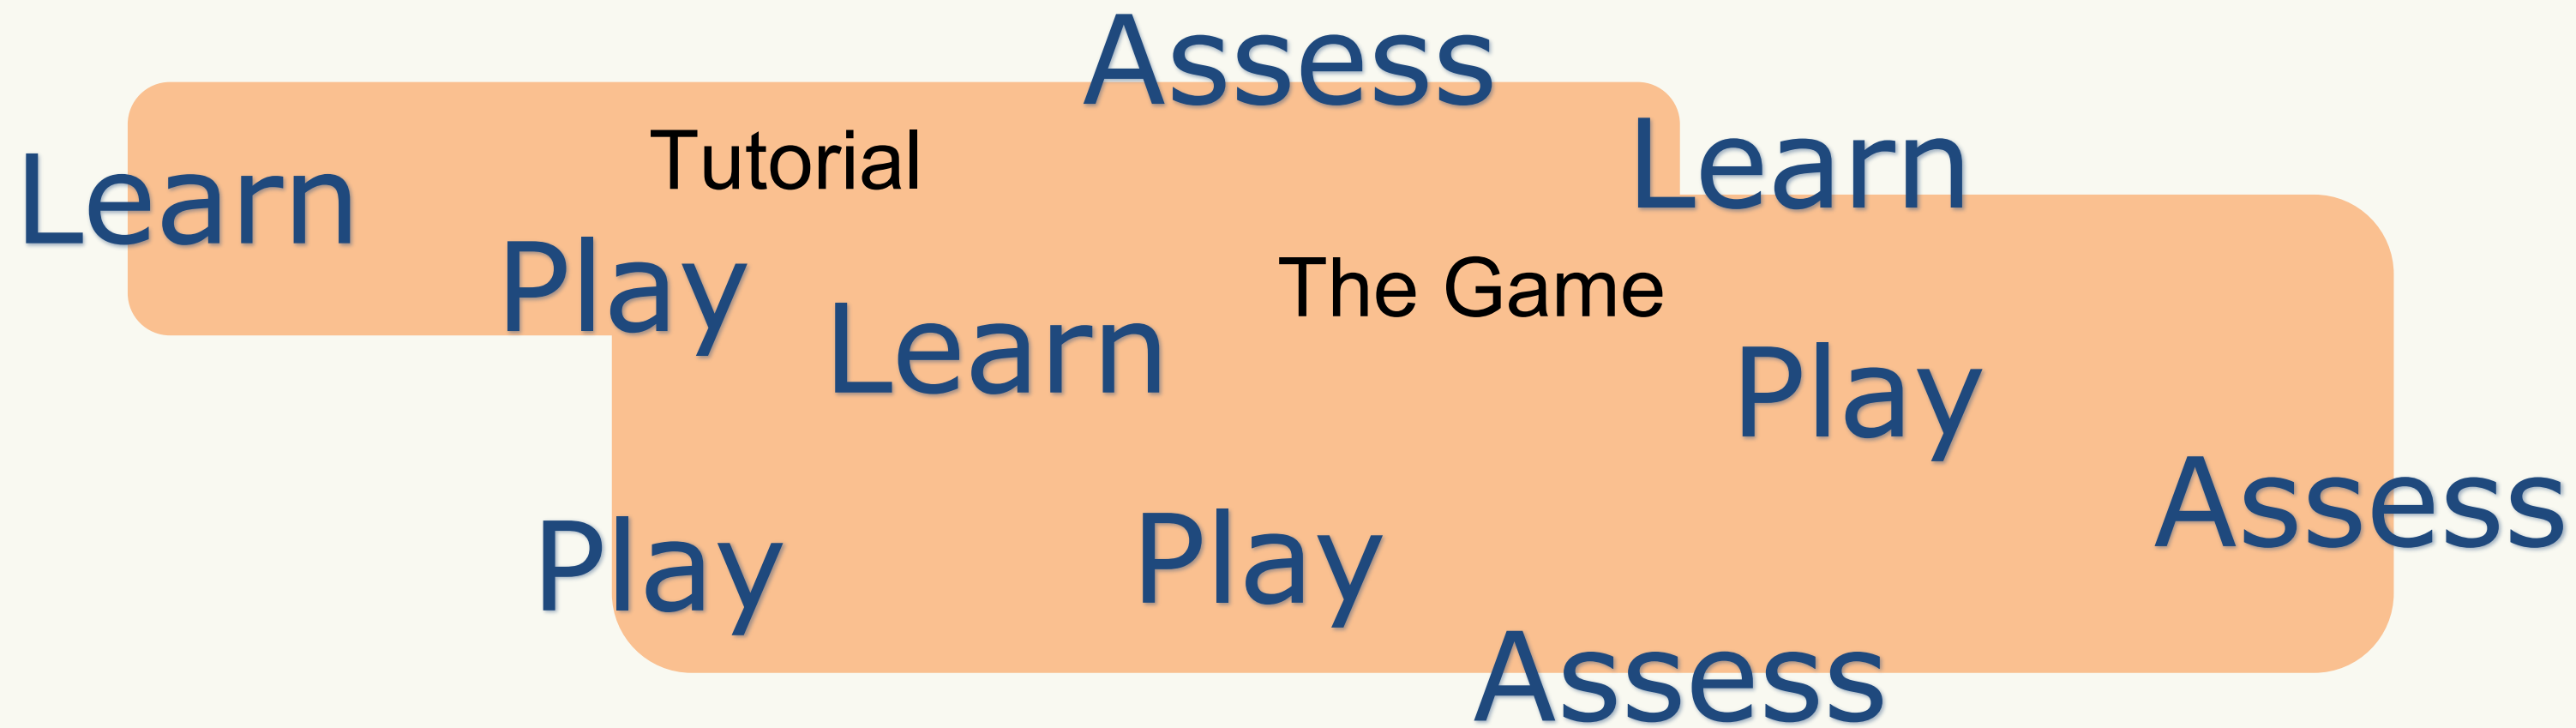 Assess
Learn
Tutorial
Learn
Play
The Game
Learn
Play
Assess
Play
Play
Assess